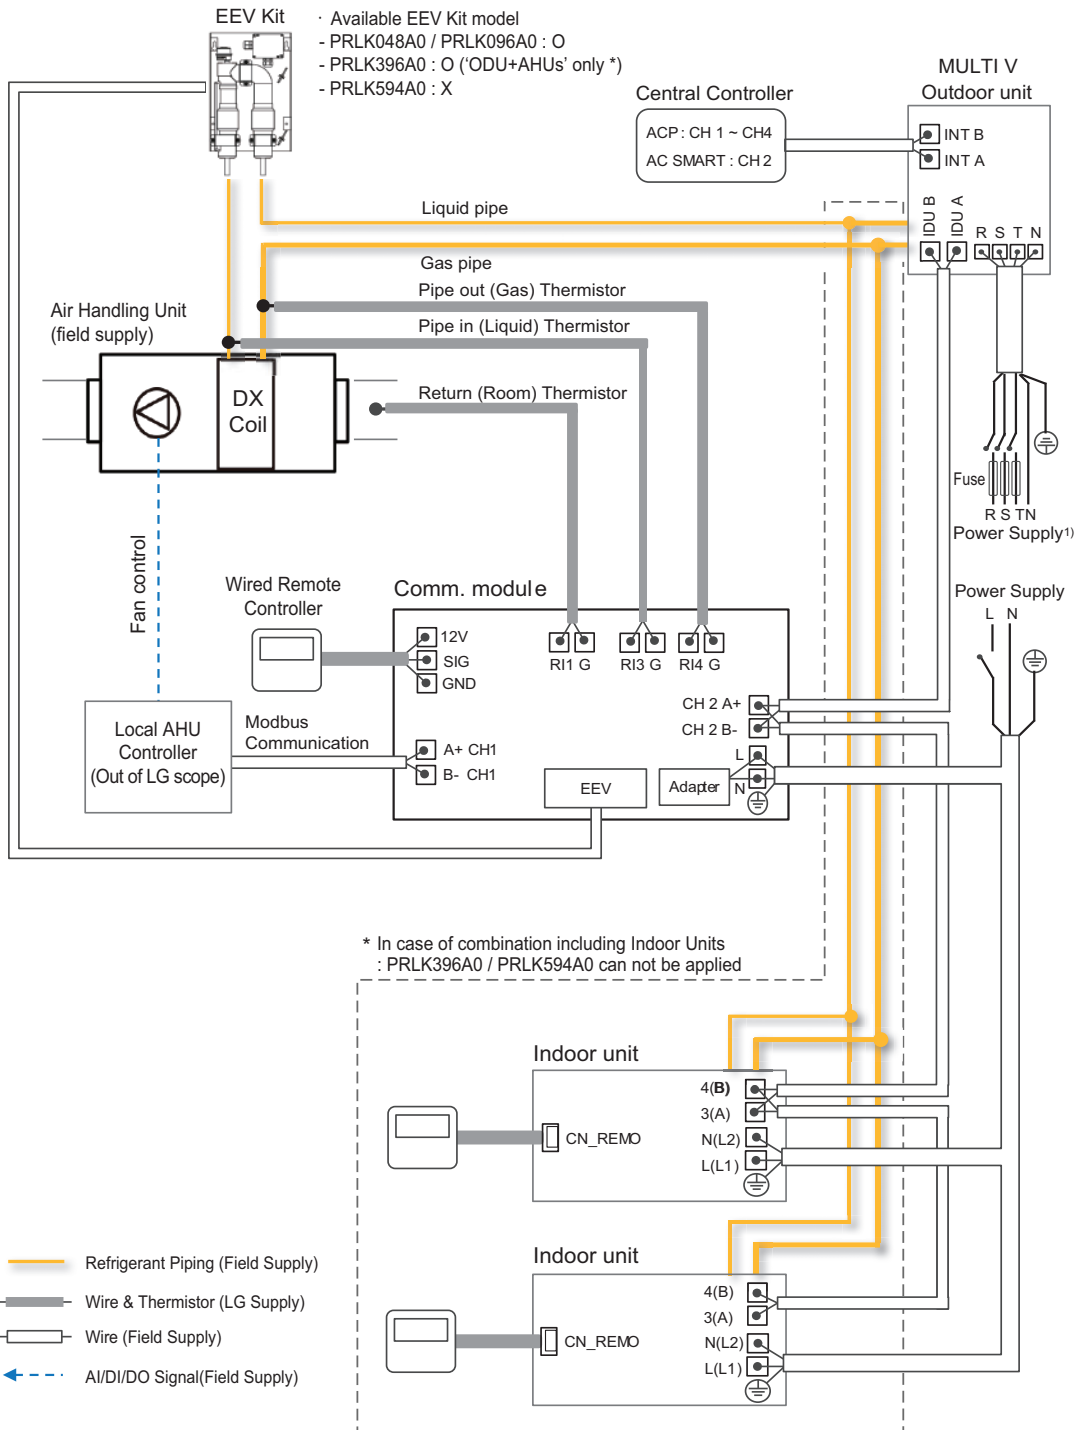 EEV Kit
· Available EEV Kit model
- PRLK048A0 / PRLK096A0 : O
- PRLK396A0 : O (‘ODU+AHUs’ only *)
- PRLK594A0 : X
Central Controller
ACP : CH 1 ~ CH4
AC SMART : CH 2
MULTI V
Outdoor unit
INT B
INT A
IDU B
IDU A
R S T N
Liquid pipe
Gas pipe
Pipe out (Gas) Thermistor
Pipe in (Liquid) Thermistor
Return (Room) Thermistor
Air Handling Unit
(field supply)
DX
Coil
Fuse
R S T N
Power Supply1)
Fan control
Wired Remote
Controller
Comm. module
12V
SIG
GND
RI1 G
RI3 G
RI4 G
Power Supply
L N
CH 2 A+
CH 2 B-
L
N
Adapter
EEV
A+ CH1
B- CH1
Modbus
Communication
Local AHU
Controller
(Out of LG scope)
* In case of combination including Indoor Units
: PRLK396A0 / PRLK594A0 can not be applied
Indoor unit
4(B)
3(A)
N(L2)
L(L1)
CN_REMO
Indoor unit
4(B)
3(A)
N(L2)
L(L1)
CN_REMO
Refrigerant Piping (Field Supply)
Wire & Thermistor (LG Supply)
Wire (Field Supply)
AI/DI/DO Signal(Field Supply)